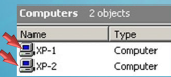 Computers 2 objects
Name Type
XP-1 Computer
XP-2 Computer